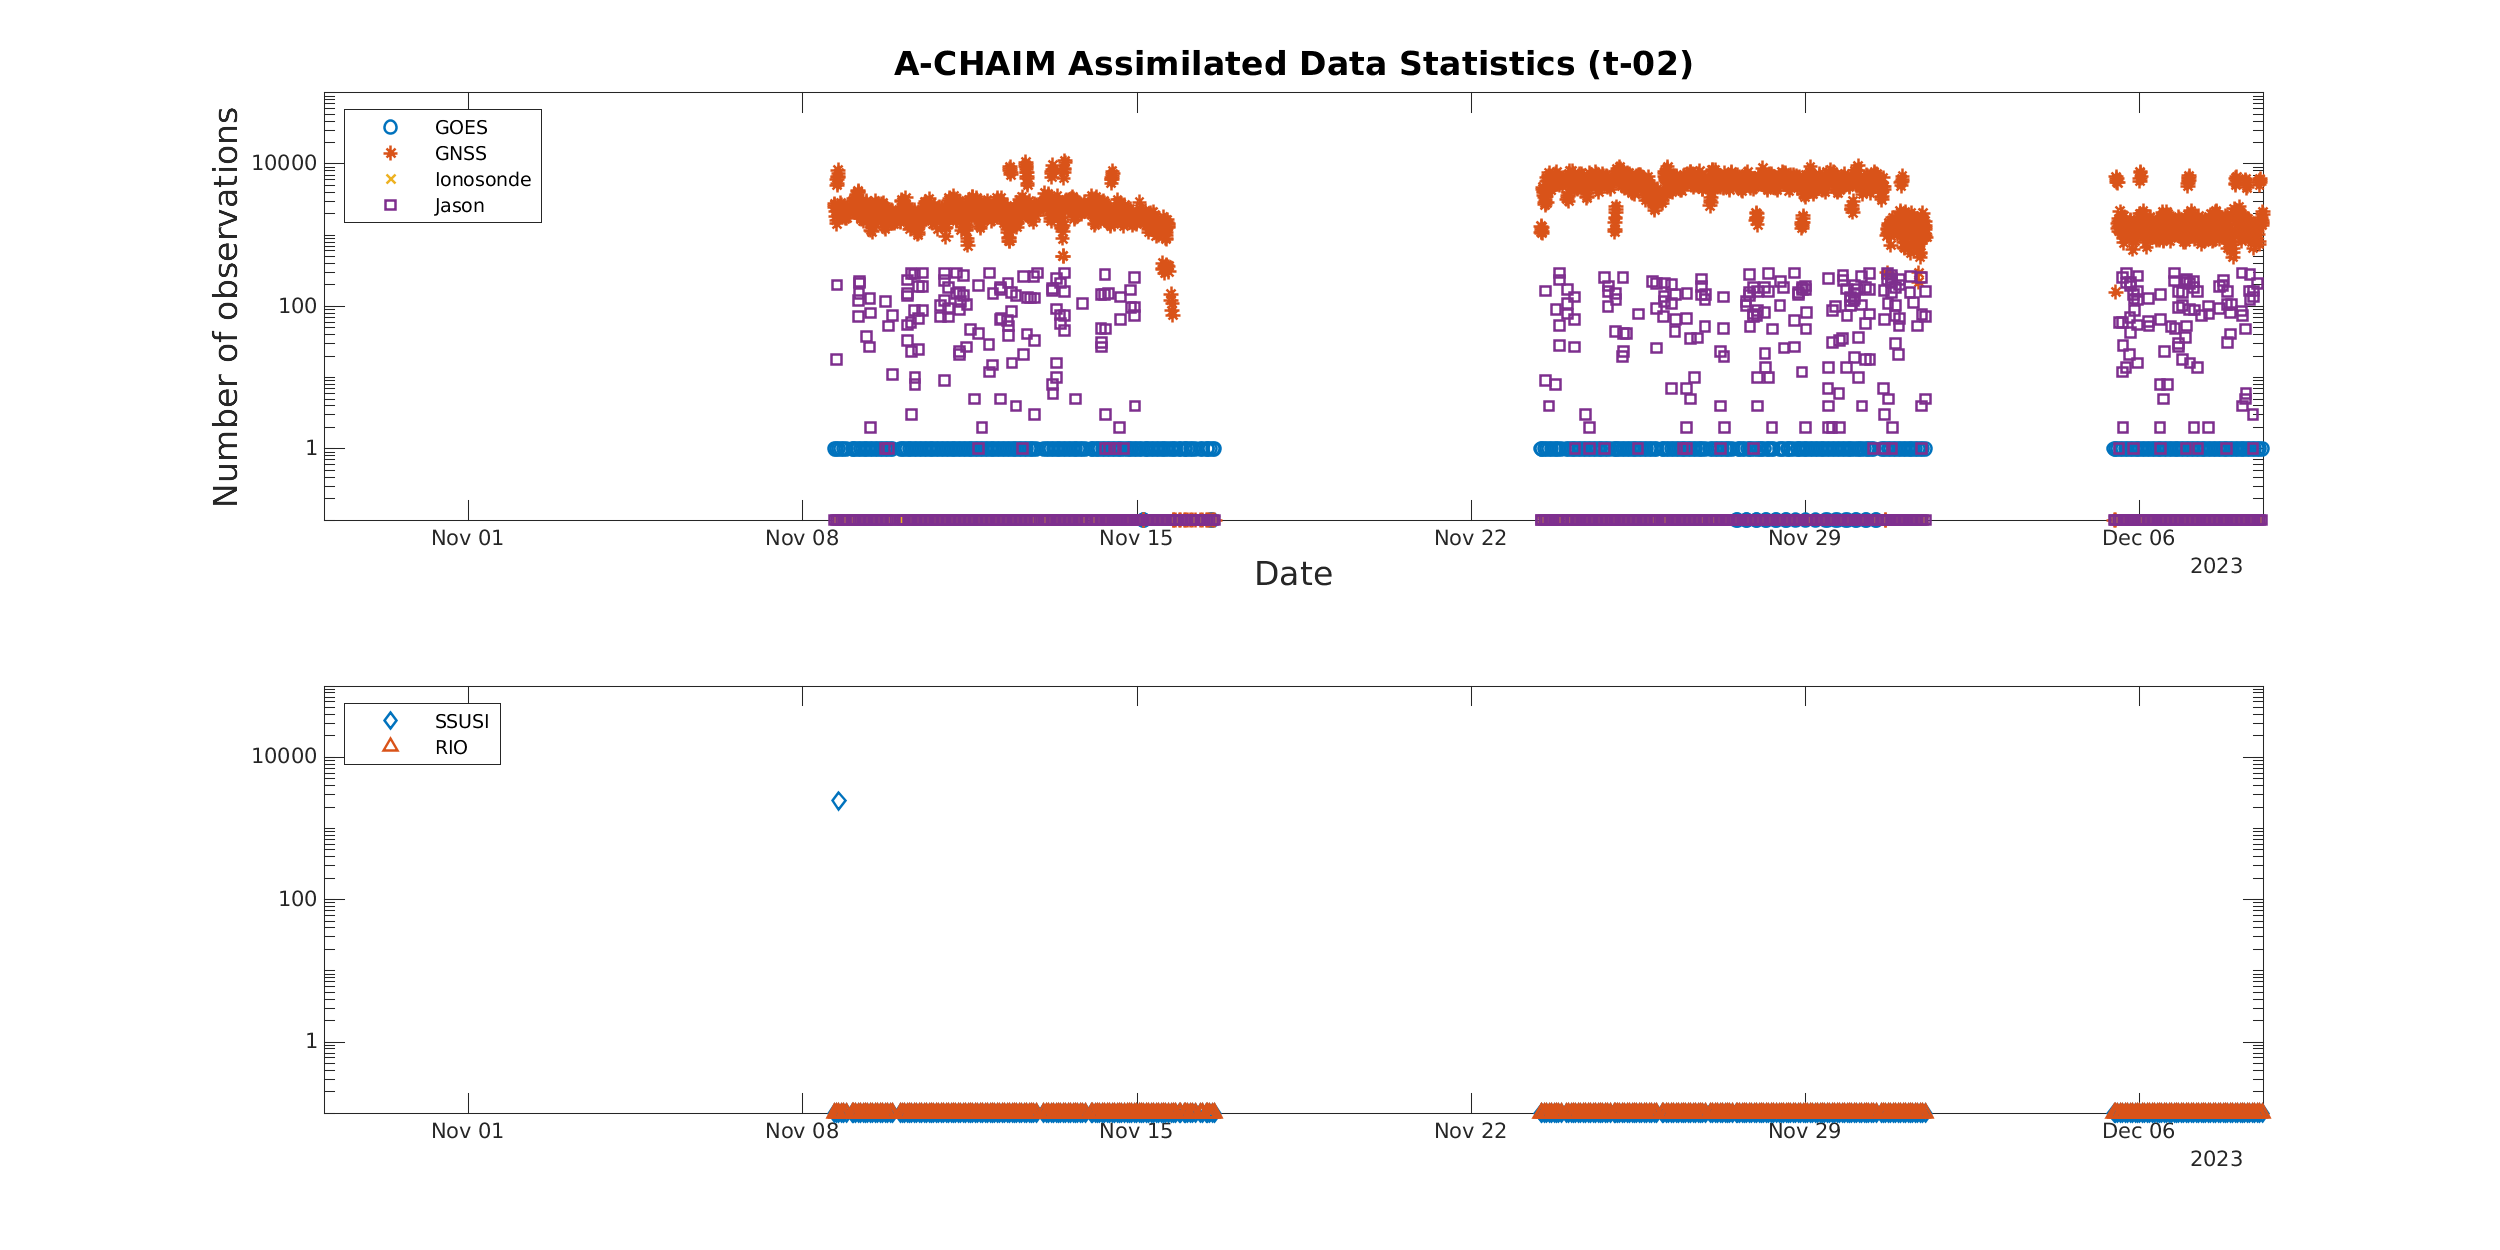 A-CHAIM Assimilated Data Statistics (t-02)
Number of observations
10000
100
1
GOES
GNSS
Ionosonde
Jason
Nov 01
Nov 08
Nov 15
Nov 22
Nov 29
Dec 06
2023
Date
10000
100
1
SSUSI
RIO
Nov 01
Nov 08
Nov 15
Nov 22
Nov 29
Dec 06
2023